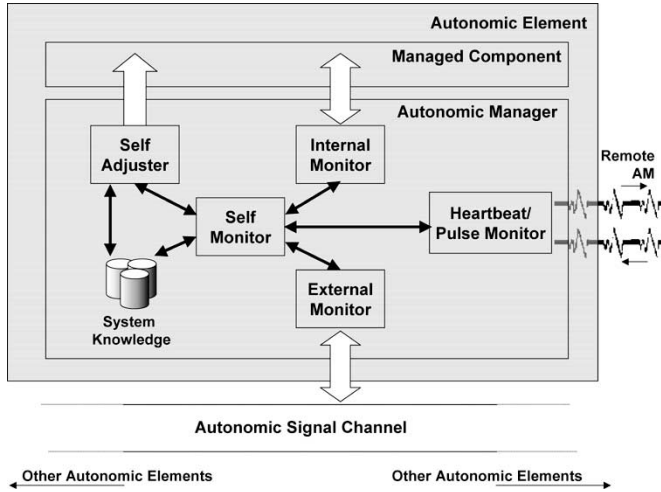 Autonomic Element
Managed Component
Autonomic Manager
Self
Adjuster
Internal
Monitor
Remote
AM
Self
Monitor
Heartbeat/
Pulse Monitor
System
Knowledge
External
Monitor
Autonomic Signal Channel
Other Autonomic Elements
Other Autonomic Elements